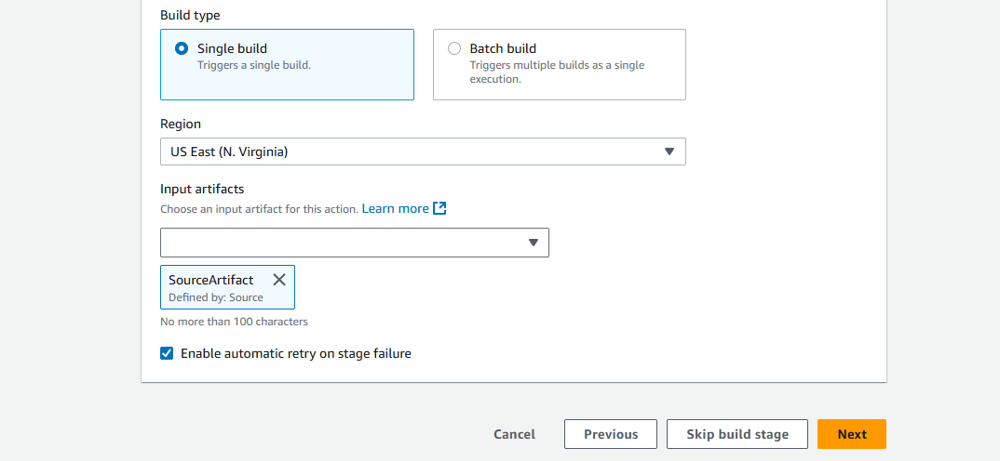 Build type
Single build
Triggers a single build.
Batch build
Triggers multiple builds as a single
execution.
Region
US East (N. Virginia)
Input artifacts
Choose an input artifact for this action. Learn more
SourceArtifact
Defined by: Source
No more than 100 characters
Enable automatic retry on stage failure
Cancel
Previous
Skip build stage
Next